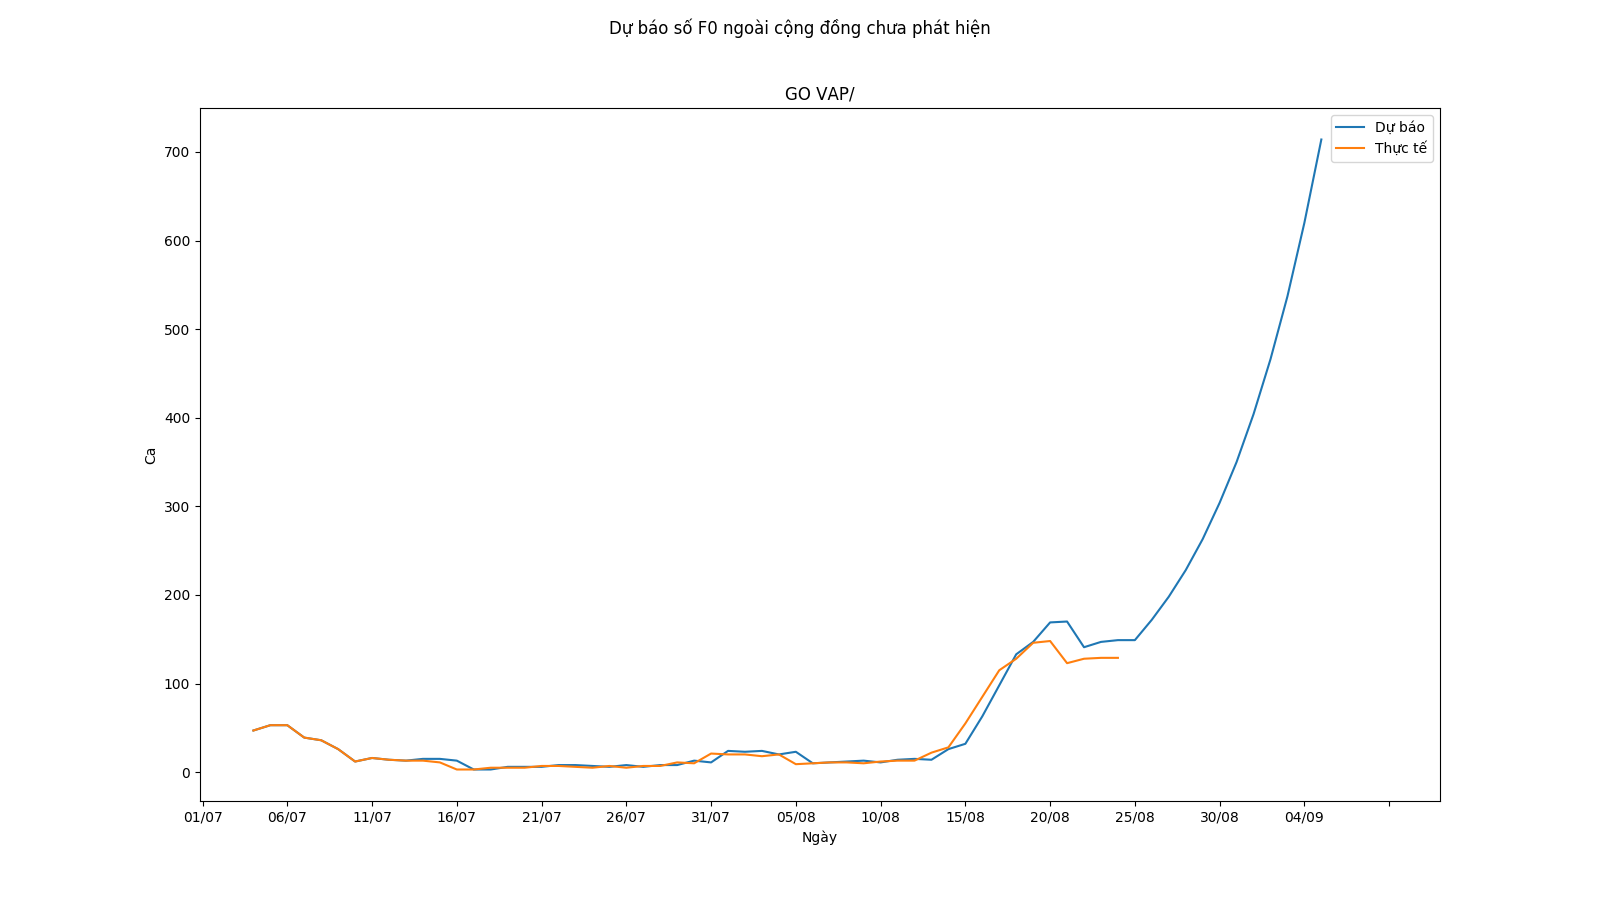 Dự báo số F0 ngoài cộng đồng chưa phát hiện
GO VAP/
Dự báo
Thực tế
700
600
500
400
300
200
100
0
Ca
01/07 06/07 11/07 16/07 21/07 26/07 31/07 05/08 10/08 15/08 20/08 25/08 30/08 04/09
Ngày